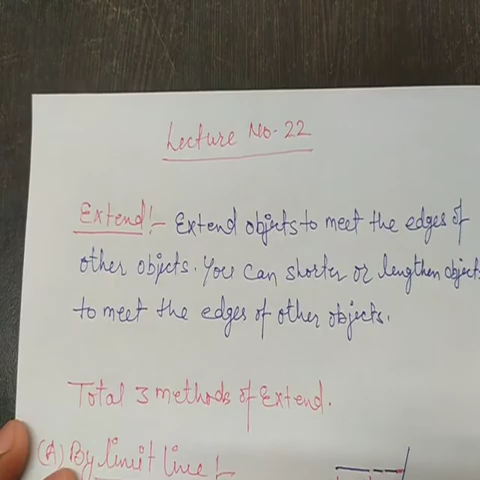 Lecture No. 22
Extend:- Extend objects to meet the edges of
other objects. You can shorter or lengthen objects
to meet the edges of other objects.
Total 3 methods of Extend.
(A) By limit line:-